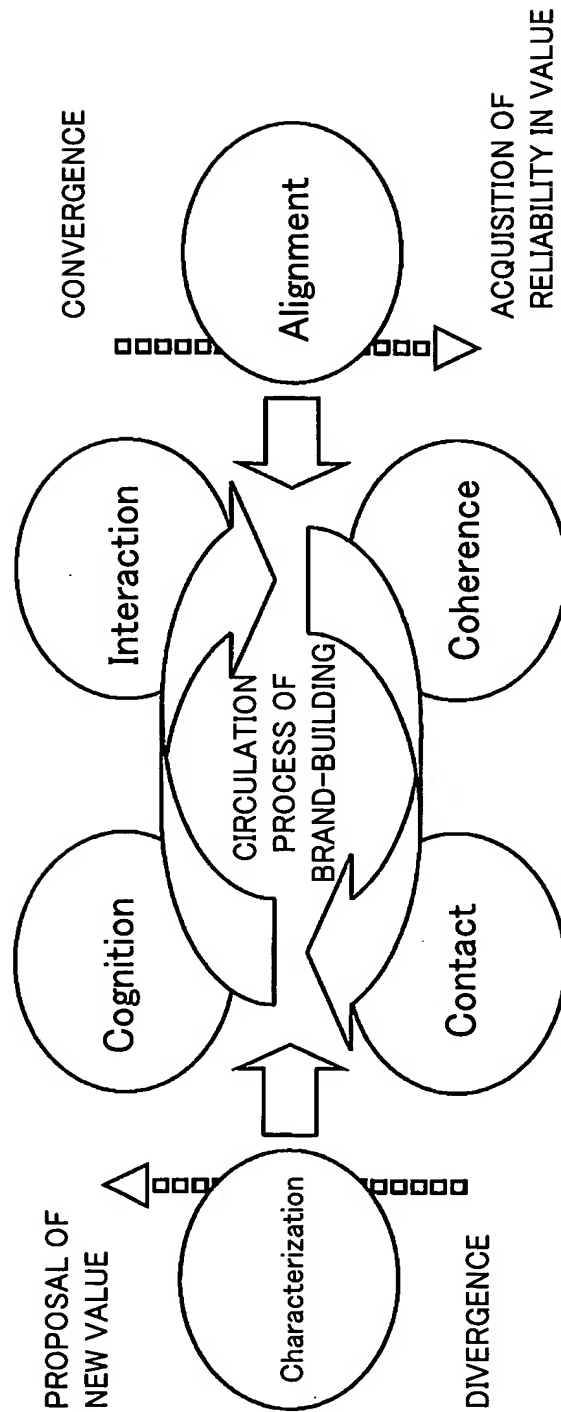 PROPOSAL OF
NEW VALUE
CONVERGENCE
Cognition
Interaction
Characterization
CIRCULATION
PROCESS OF
BRAND-BUILDING
Alignment
Contact
Coherence
DIVERGENCE
ACQUISITION OF
RELIABILITY IN VALUE